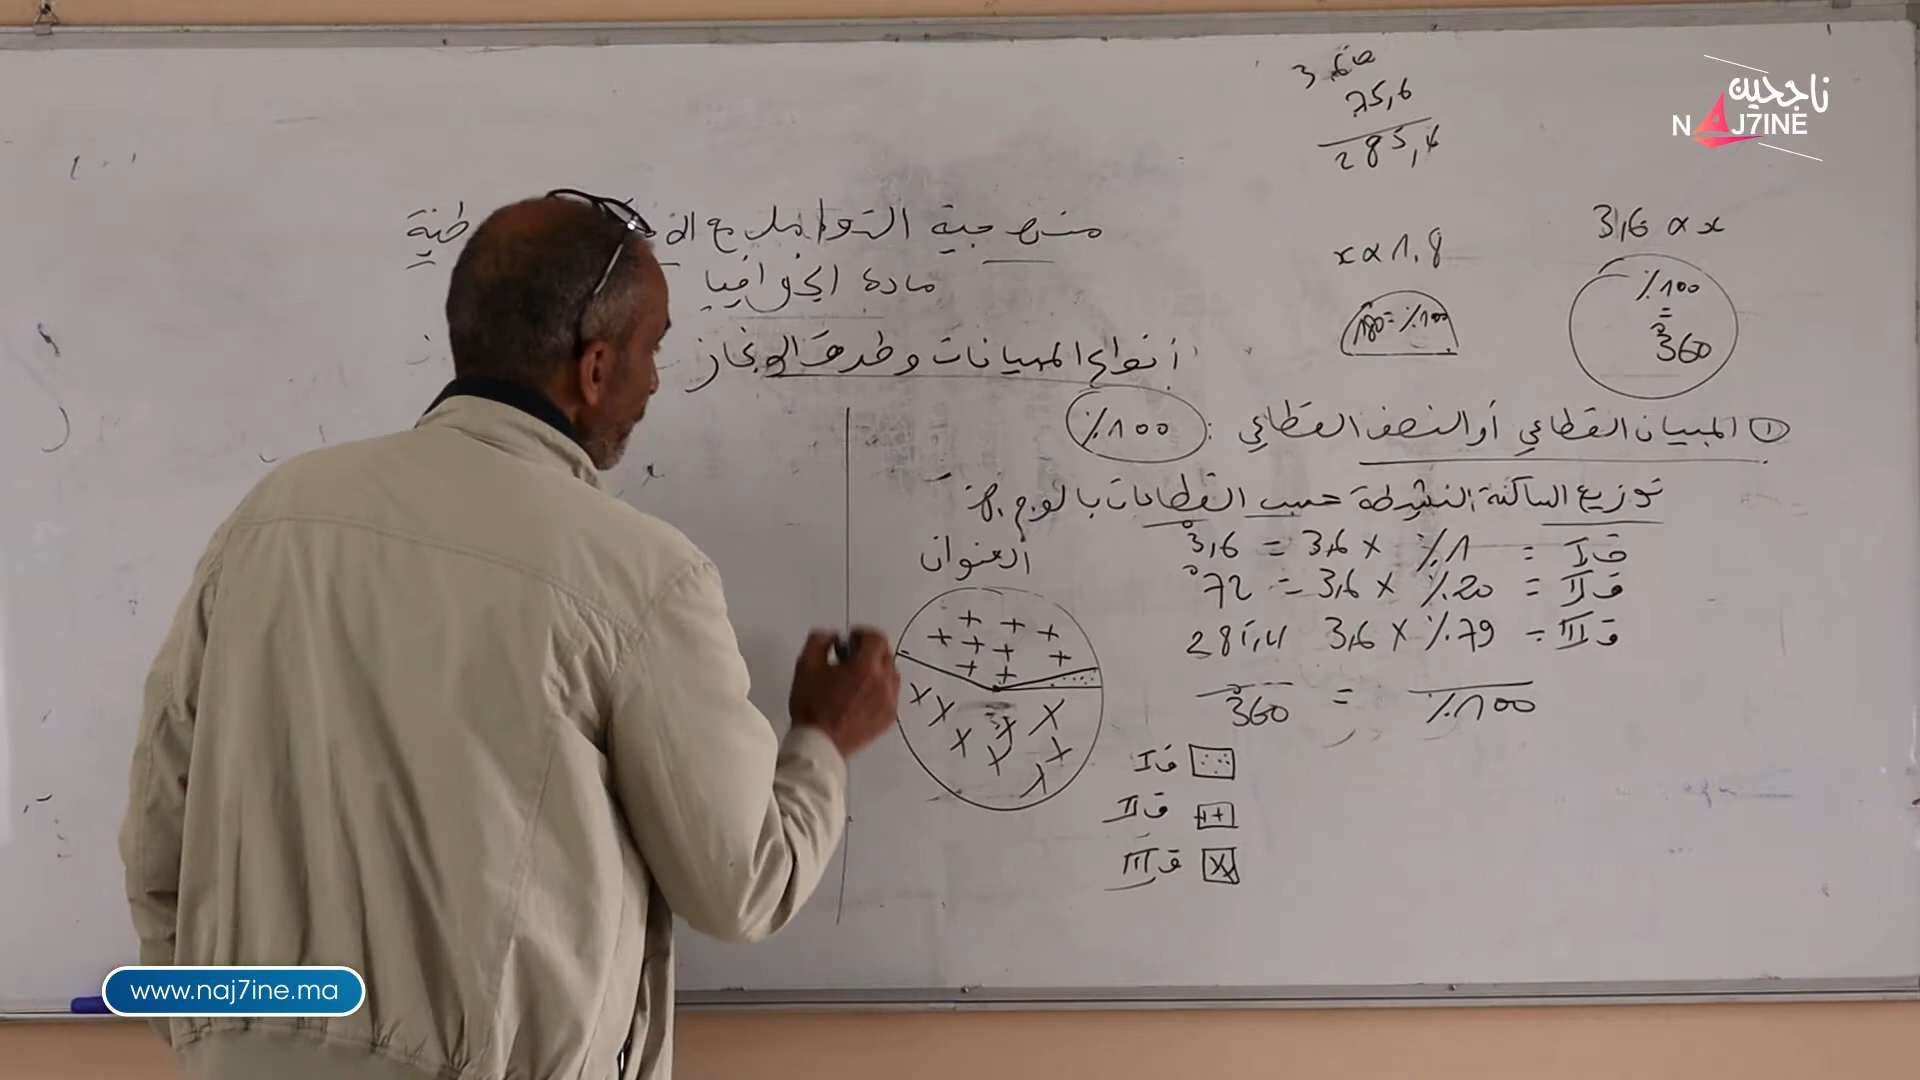 ناجحين
NAJ7INE
3,60
75,6
285,4
منهجية التعامل مع
مادة الجغرافيا
أنواع المبيانات وطرق الإنجاز
x α 1,8
180 = %100
3,6 α x
%100
=
360
① المبيان القطاعي أو النصف القطاعي : %100
توزيع الساكنة النشيطة حسب القطاعات بالو.م.
ق I = %1 × 3,6 = 3,6°
ق II = %20 × 3,6 = 72°
ق III = %79 × 3,6
%100 = 360°
العنوان
ق I
ق II
ق III
www.naj7ine.ma